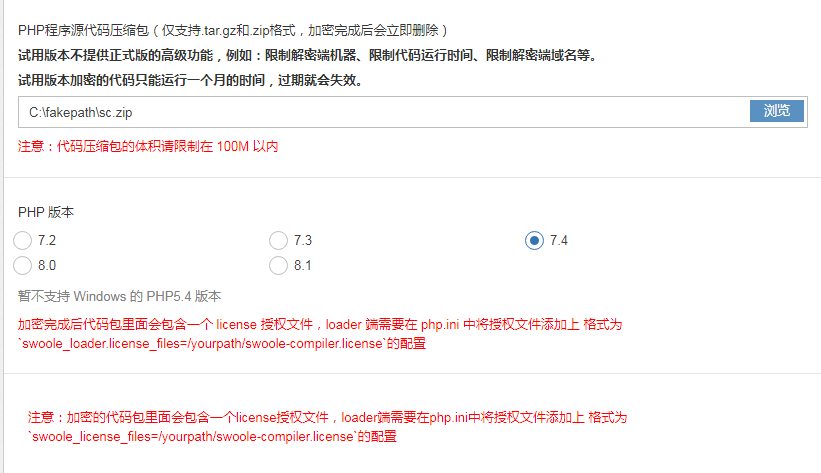 PHP程序源代码压缩包（仅支持.tar.gz和.zip格式，加密完成后会立即删除）
试用版本不提供正式版的高级功能，例如：限制解密端机器、限制代码运行时间、限制解密端域名等。
试用版本加密的代码只能运行一个月的时间，过期就会失效。
C:\fakepath\sc.zip 浏览
注意：代码压缩包的体积请限制在 100M 以内
PHP 版本
7.2 7.3 7.4
8.0 8.1
暂不支持 Windows 的 PHP5.4 版本
加密完成后代码包里面会包含一个 license 授权文件，loader 端需要在 php.ini 中将授权文件添加上 格式为
`swoole_loader.license_files=/yourpath/swoole-compiler.license`的配置
注意：加密的代码包里面会包含一个license授权文件，loader端需要在php.ini中将授权文件添加上 格式为
`swoole_license_files=/yourpath/swoole-compiler.license`的配置